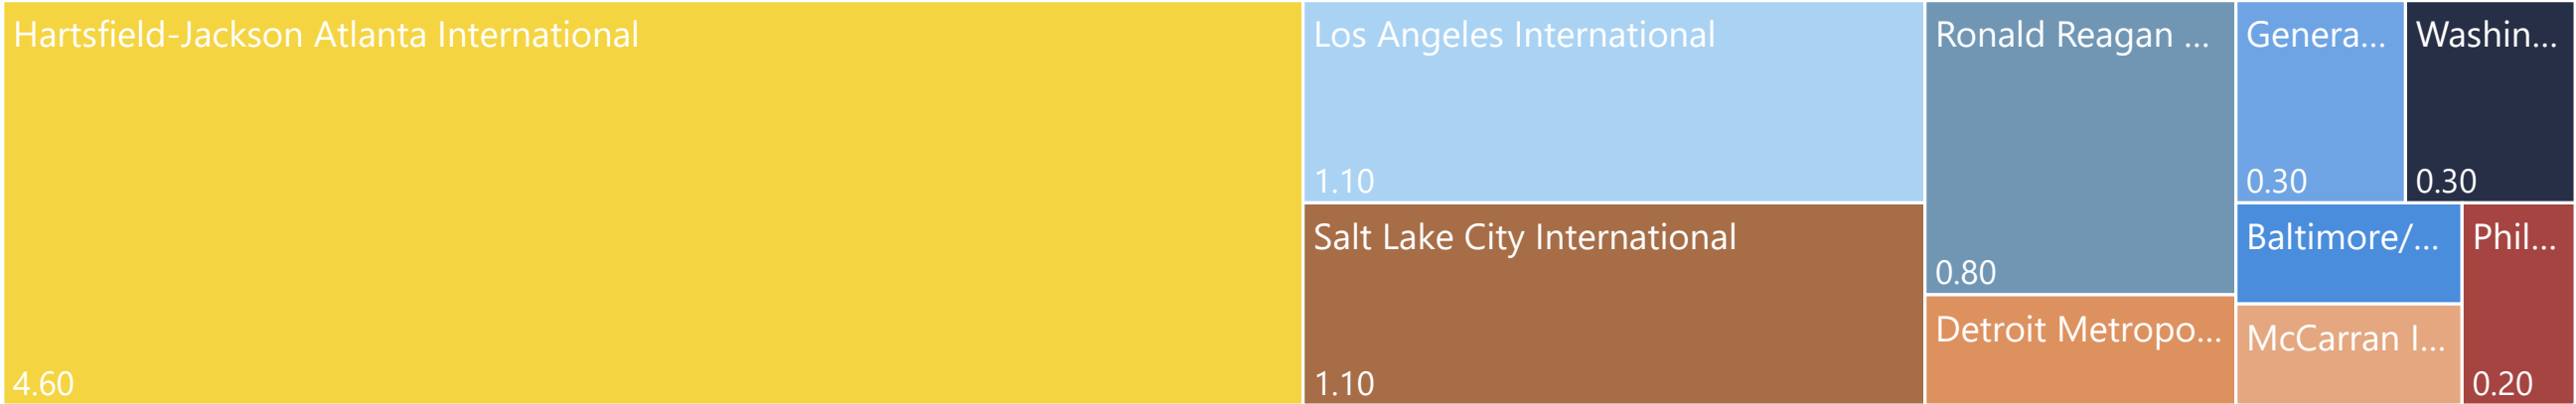 Hartsfield-Jackson Atlanta International
4.60
Los Angeles International
1.10
Salt Lake City International
1.10
Ronald Reagan ...
0.80
Detroit Metropo...
Genera...
0.30
Washin...
0.30
Baltimore/...
McCarran I...
Phil...
0.20